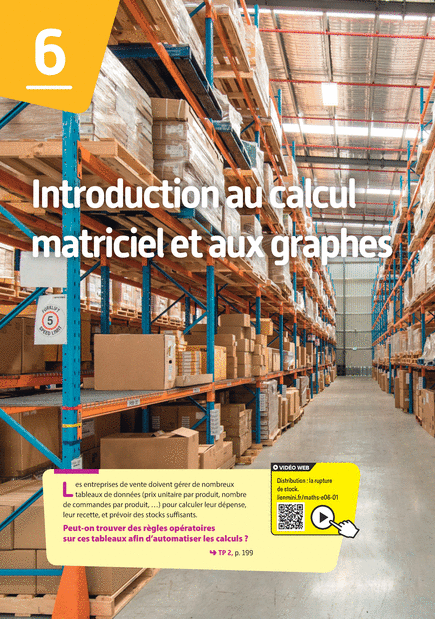 6
Introduction au calcul
matriciel et aux graphes
FORKLIFT
5
SPEED LIMIT
Les entreprises de vente doivent gérer de nombreux
tableaux de données (prix unitaire par produit, nombre
de commandes par produit, …) pour calculer leur dépense,
leur recette, et prévoir des stocks suffisants.
Peut-on trouver des règles opératoires
sur ces tableaux afin d’automatiser les calculs ?
TP 2, p. 199
VIDÉO WEB
Distribution : la rupture
de stock.
lienmini.fr/maths-e06-01